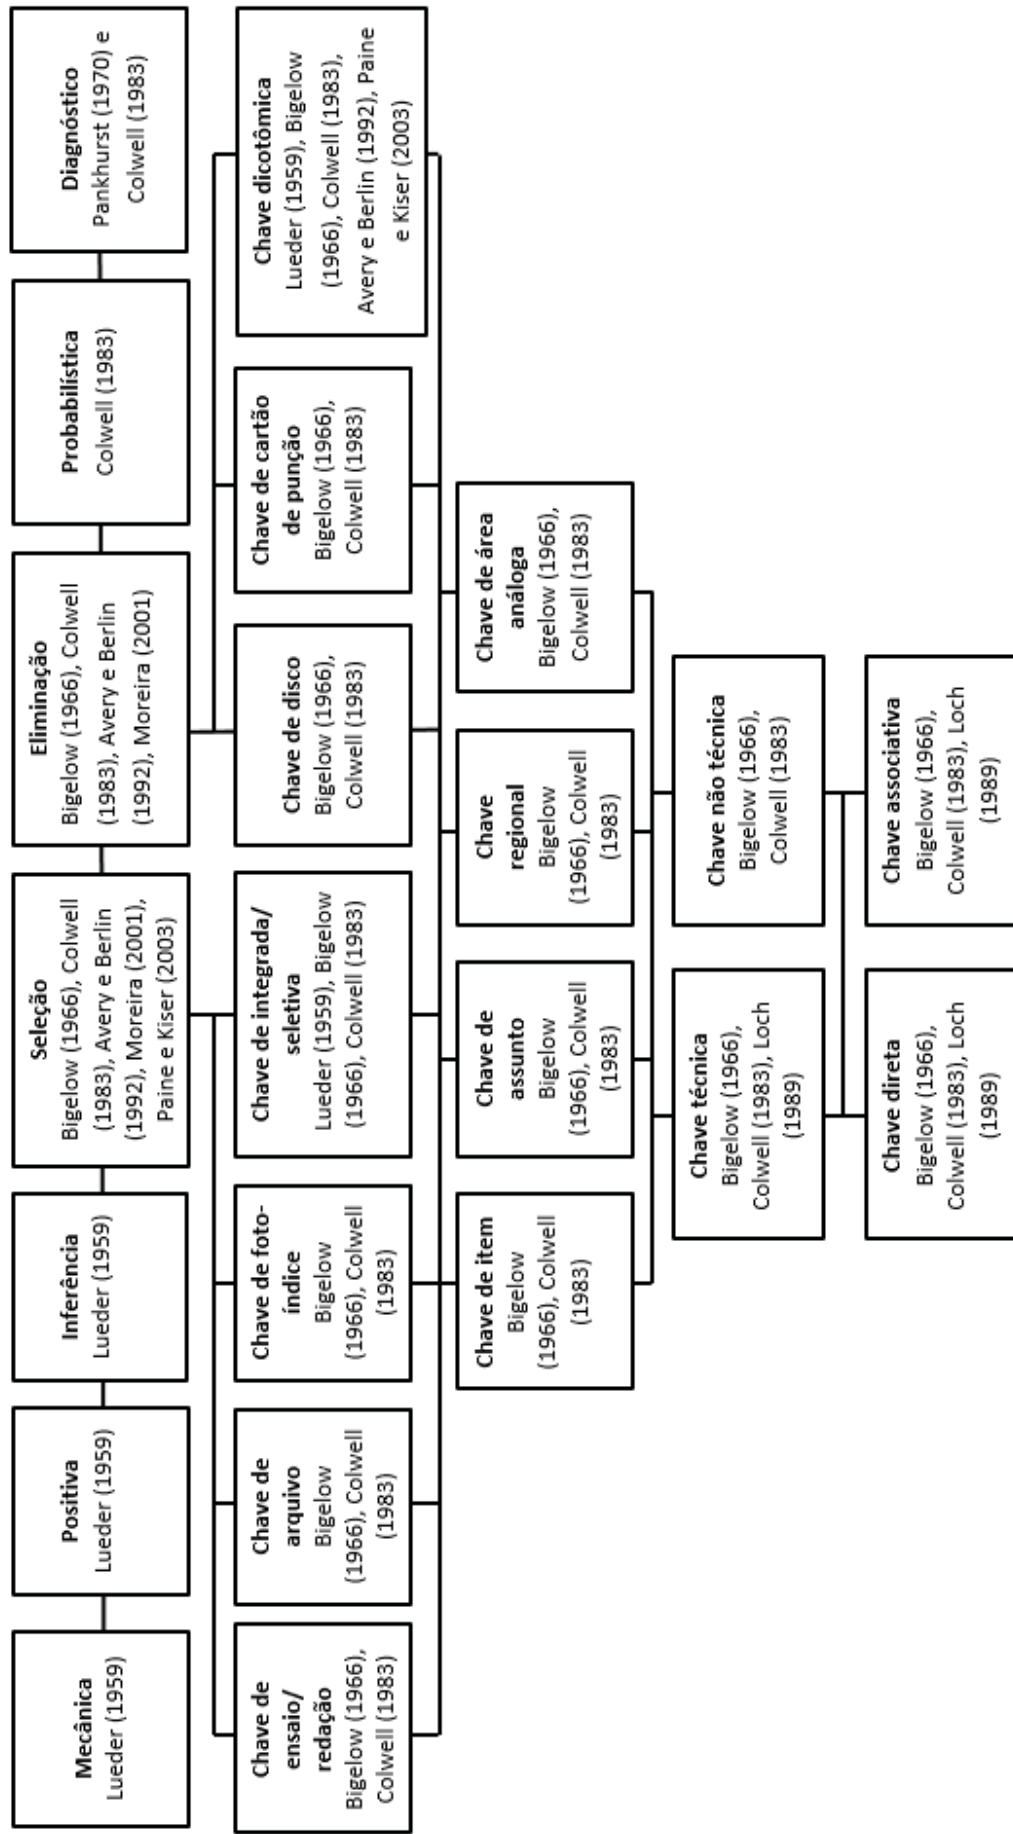 Mecânica
Lueder (1959)
Positiva
Lueder (1959)
Inferência
Lueder (1959)
Seleção
Bigelow (1966), Colwell
(1983), Avery e Berlin
(1992), Moreira (2001),
Paine e Kiser (2003)
Eliminação
Bigelow (1966), Colwell
(1983), Avery e Berlin
(1992), Moreira (2001)
Probabilística
Colwell (1983)
Diagnóstico
Pankhurst (1970) e
Colwell (1983)
Chave de
ensaio/
redação
Bigelow (1966),
Colwell (1983)
Chave de
arquivo
Bigelow
(1966), Colwell
(1983)
Chave de foto-
índice
Bigelow
(1966), Colwell
(1983)
Chave de integrada/
seletiva
Lueder (1959), Bigelow
(1966), Colwell (1983)
Chave de disco
Bigelow (1966),
Colwell (1983)
Chave de cartão
de punção
Bigelow (1966),
Colwell (1983)
Chave dicotômica
Lueder (1959), Bigelow
(1966), Colwell (1983),
Avery e Berlin (1992), Paine
e Kiser (2003)
Chave de item
Bigelow
(1966), Colwell
(1983)
Chave de
assunto
Bigelow
(1966), Colwell
(1983)
Chave
regional
Bigelow
(1966), Colwell
(1983)
Chave de área
análoga
Bigelow (1966),
Colwell (1983)
Chave técnica
Bigelow (1966),
Colwell (1983), Loch
(1989)
Chave não técnica
Bigelow (1966),
Colwell (1983)
Chave direta
Bigelow (1966),
Colwell (1983), Loch
(1989)
Chave associativa
Bigelow (1966),
Colwell (1983), Loch
(1989)